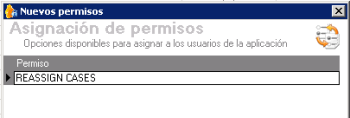 Nuevos permisos
Asignación de permisos
Opciones disponibles para asignar a los usuarios de la aplicación
Permiso
REASSIGN CASES